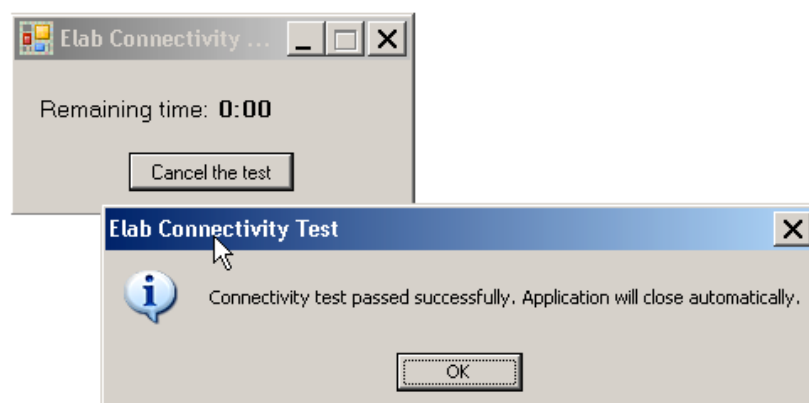 Elab Connectivity ...
Remaining time: 0:00
Cancel the test
Elab Connectivity Test
Connectivity test passed successfully. Application will close automatically.
OK